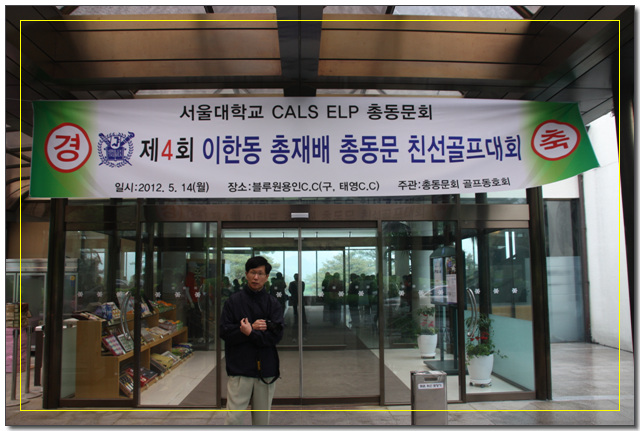 서울대학교 CALS ELP 총동문회
경 제4회 이한동 총재배 총동문 친선골프대회 축
일시:2012. 5. 14(월) 장소:블루원용인C.C(구, 태영C.C) 주관:총동문회 골프동호회